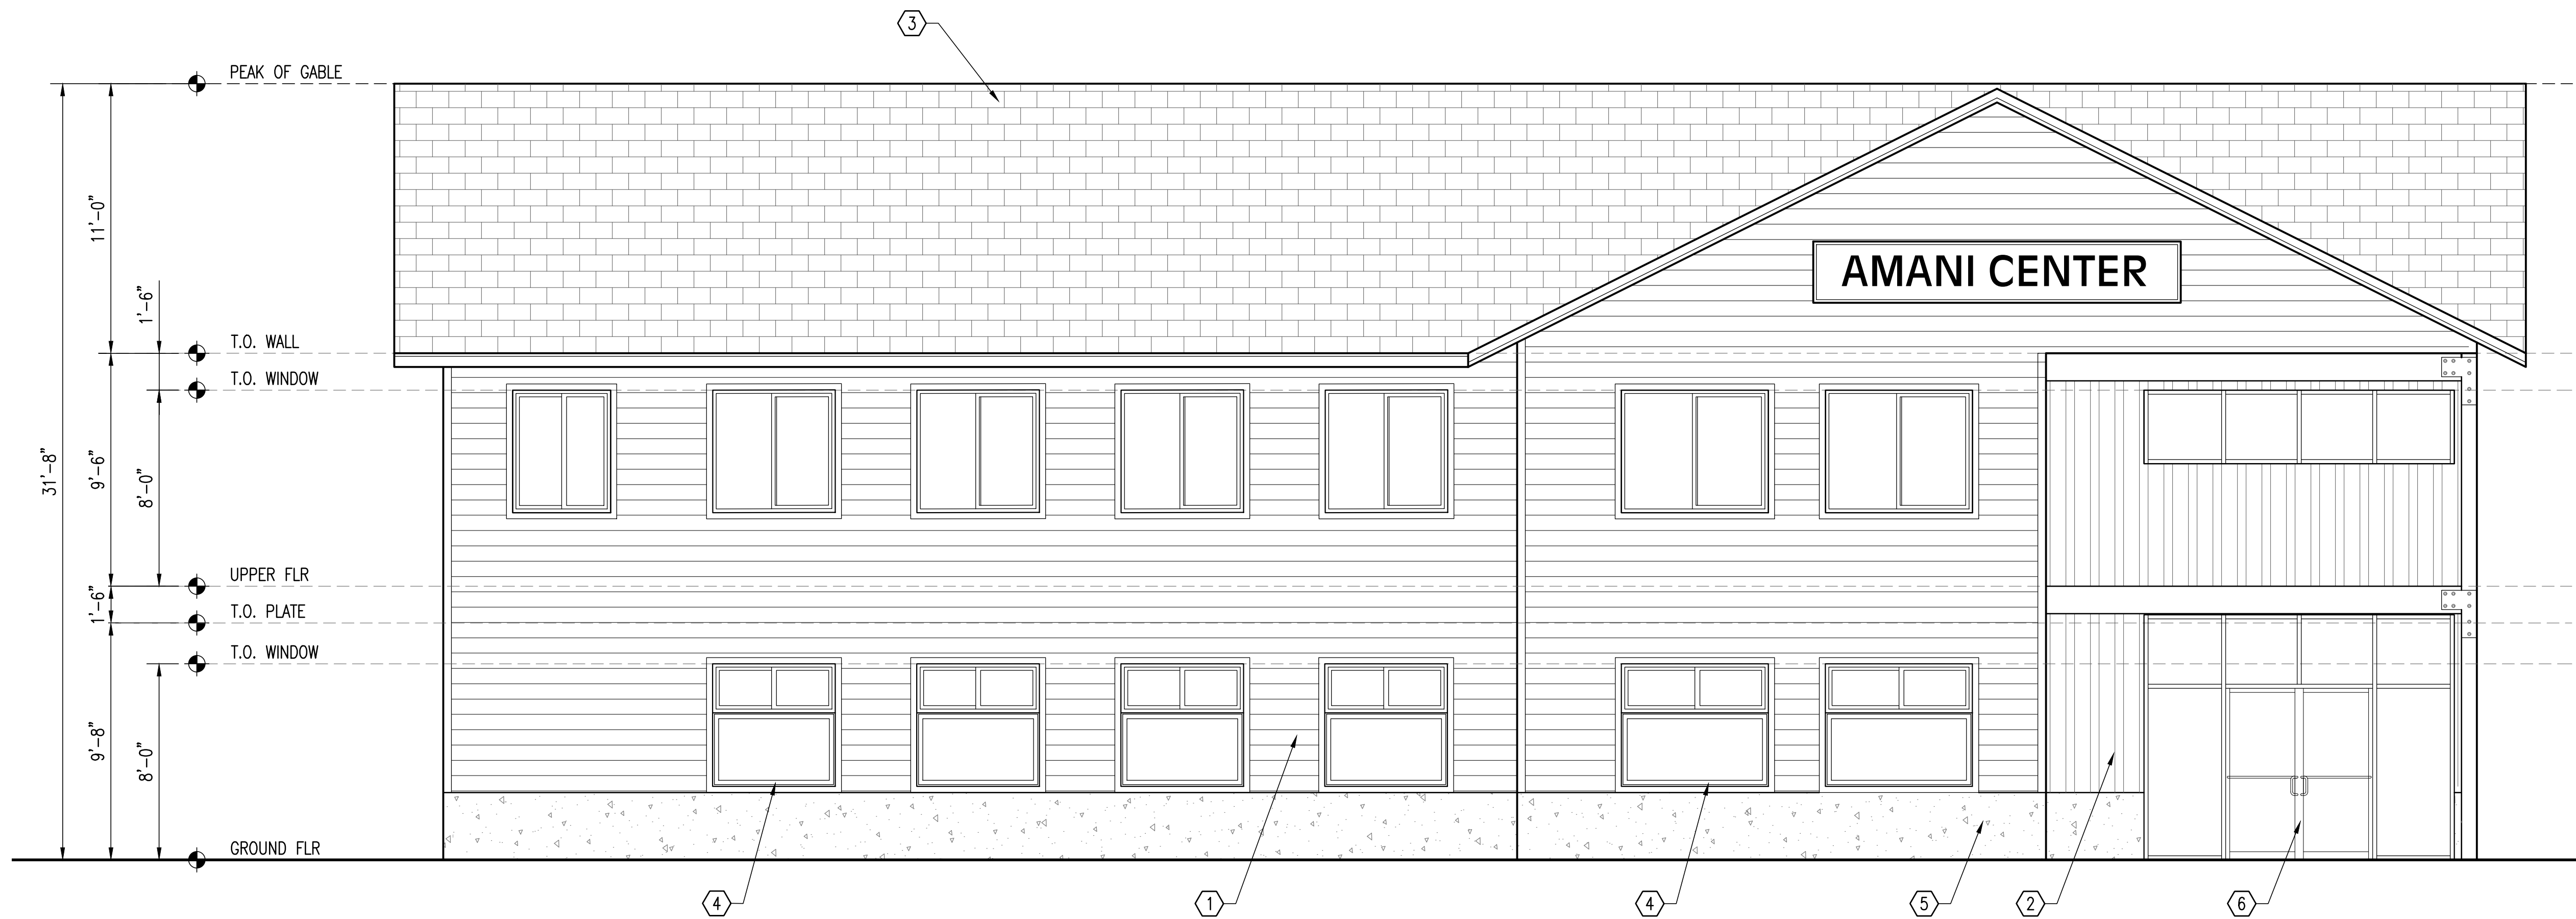 3
PEAK OF GABLE
11'-0"
AMANI CENTER
1'-6"
T.O. WALL
T.O. WINDOW
31'-8"
9'-6"
8'-0"
UPPER FLR
1'-6"
T.O. PLATE
T.O. WINDOW
9'-8"
8'-0"
GROUND FLR
4
1
4
5
2
6